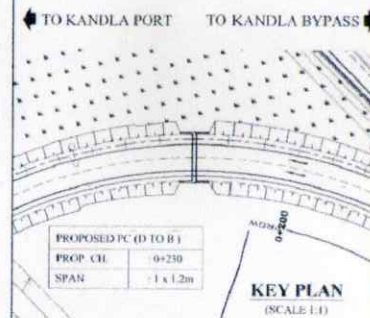 TO KANDLA PORT TO KANDLA BYPASS
PROW
0+200
PROPOSED PC (D TO B)
PROP. CH. : 0+230
SPAN : 1 x 1.2m
KEY PLAN
(SCALE 1:1)